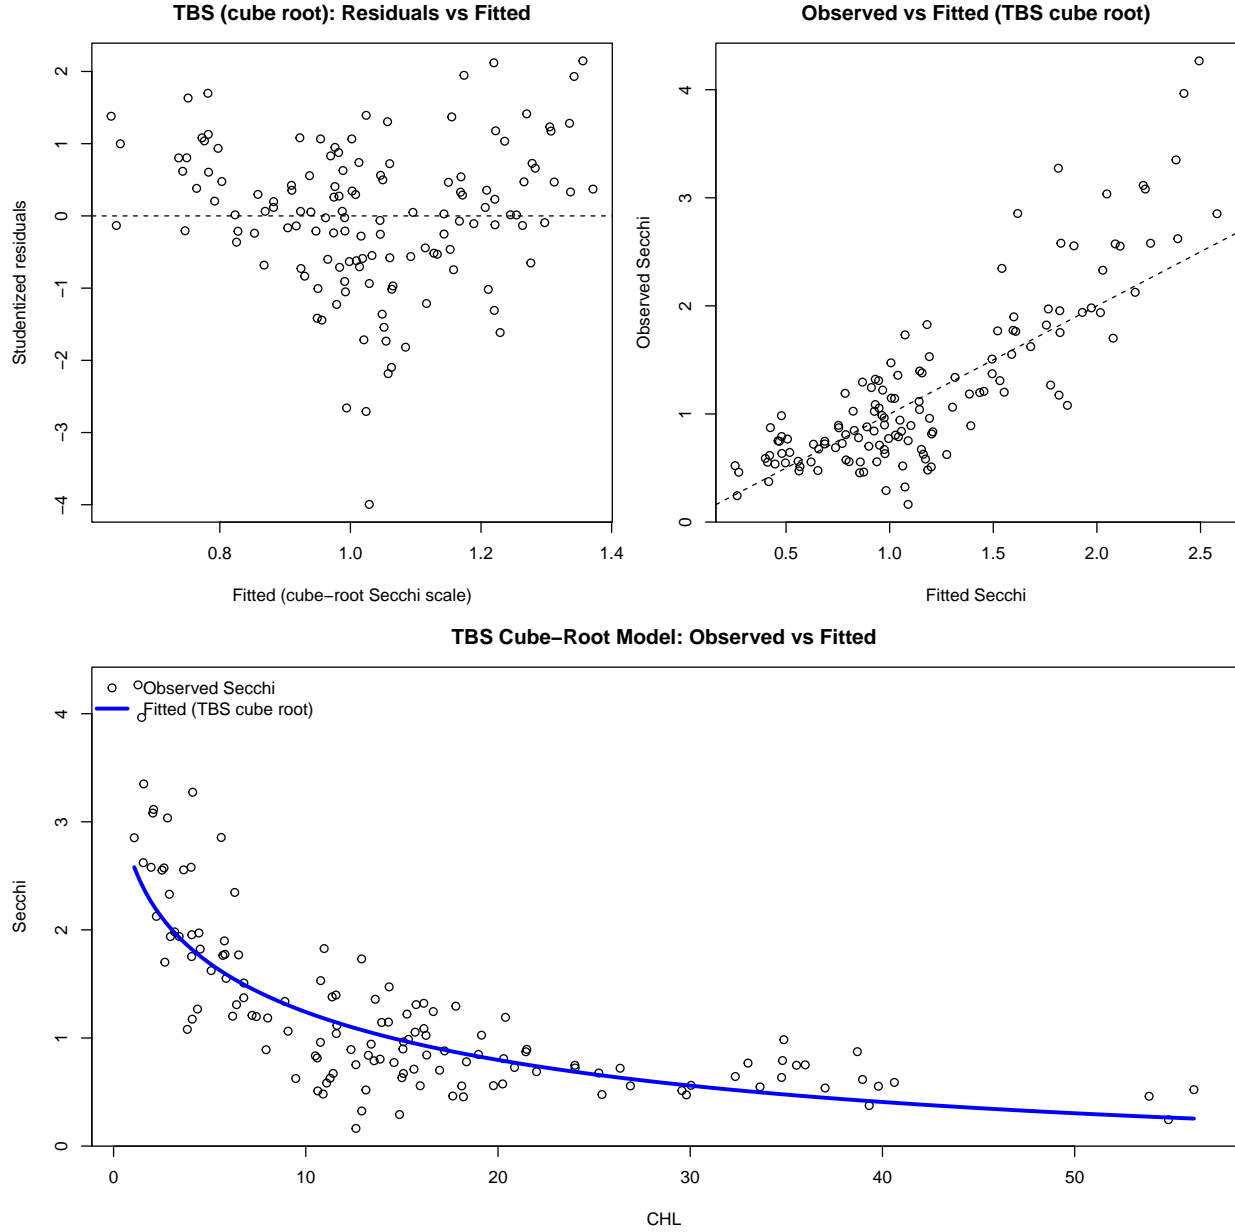 TBS (cube root): Residuals vs Fitted
Studentized residuals
2
1
0
−1
−2
−3
−4
0.8
1.0
1.2
1.4
Fitted (cube−root Secchi scale)
Observed vs Fitted (TBS cube root)
Observed Secchi
4
3
2
1
0
0.5
1.0
1.5
2.0
2.5
Fitted Secchi
TBS Cube−Root Model: Observed vs Fitted
Observed Secchi
Fitted (TBS cube root)
Secchi
4
3
2
1
0
0
10
20
30
40
50
CHL